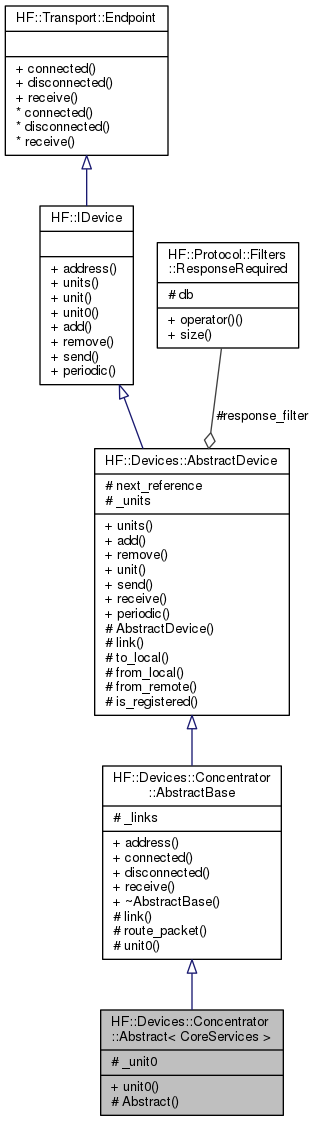 HF::Transport::Endpoint
+ connected()
+ disconnected()
+ receive()
* connected()
* disconnected()
* receive()
HF::IDevice
+ address()
+ units()
+ unit()
+ unit0()
+ add()
+ remove()
+ send()
+ periodic()
HF::Protocol::Filters
::ResponseRequired
# db
+ operator()()
+ size()
#response_filter
HF::Devices::AbstractDevice
# next_reference
# _units
+ units()
+ add()
+ remove()
+ unit()
+ send()
+ receive()
+ periodic()
# AbstractDevice()
# link()
# to_local()
# from_local()
# from_remote()
# is_registered()
HF::Devices::Concentrator
::AbstractBase
# _links
+ address()
+ connected()
+ disconnected()
+ receive()
+ ~AbstractBase()
# link()
# route_packet()
# unit0()
HF::Devices::Concentrator
::Abstract< CoreServices >
# _unit0
+ unit0()
# Abstract()